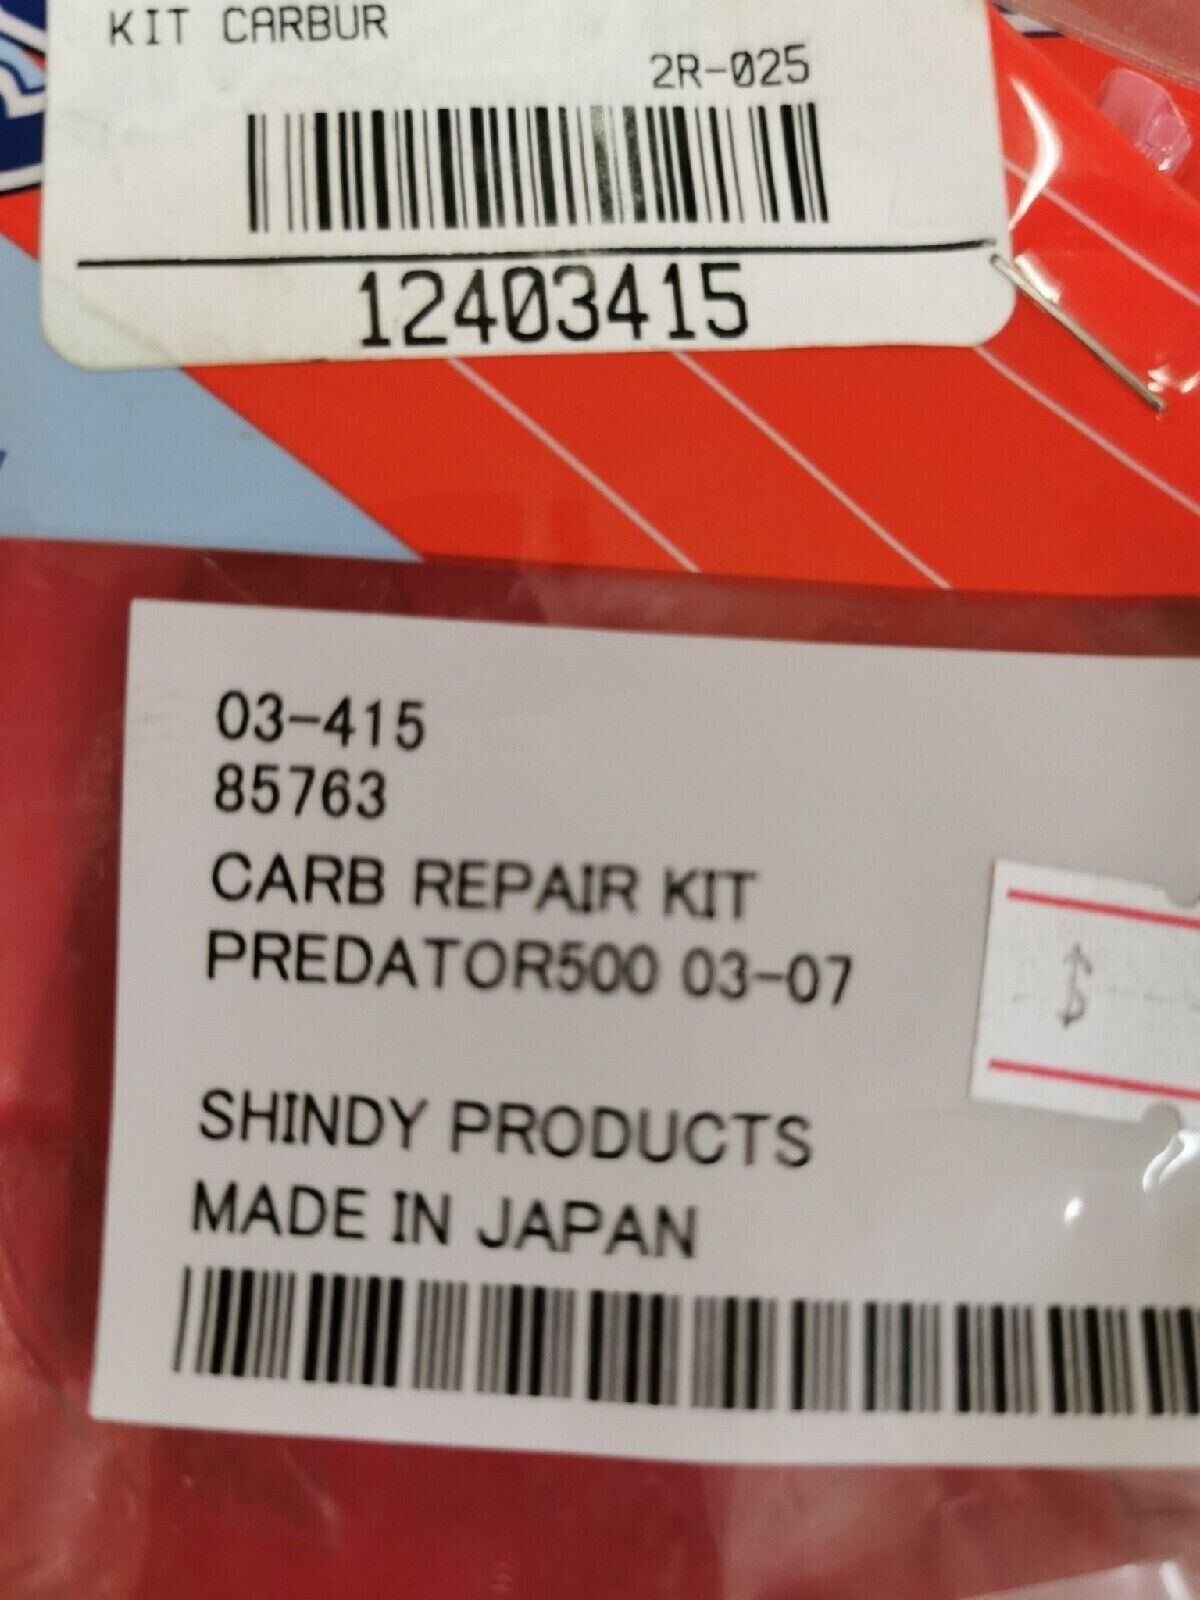 KIT CARBUR
2R-025
12403415
03-415
85763
CARB REPAIR KIT
PREDATOR500 03-07
$
SHINDY PRODUCTS
MADE IN JAPAN